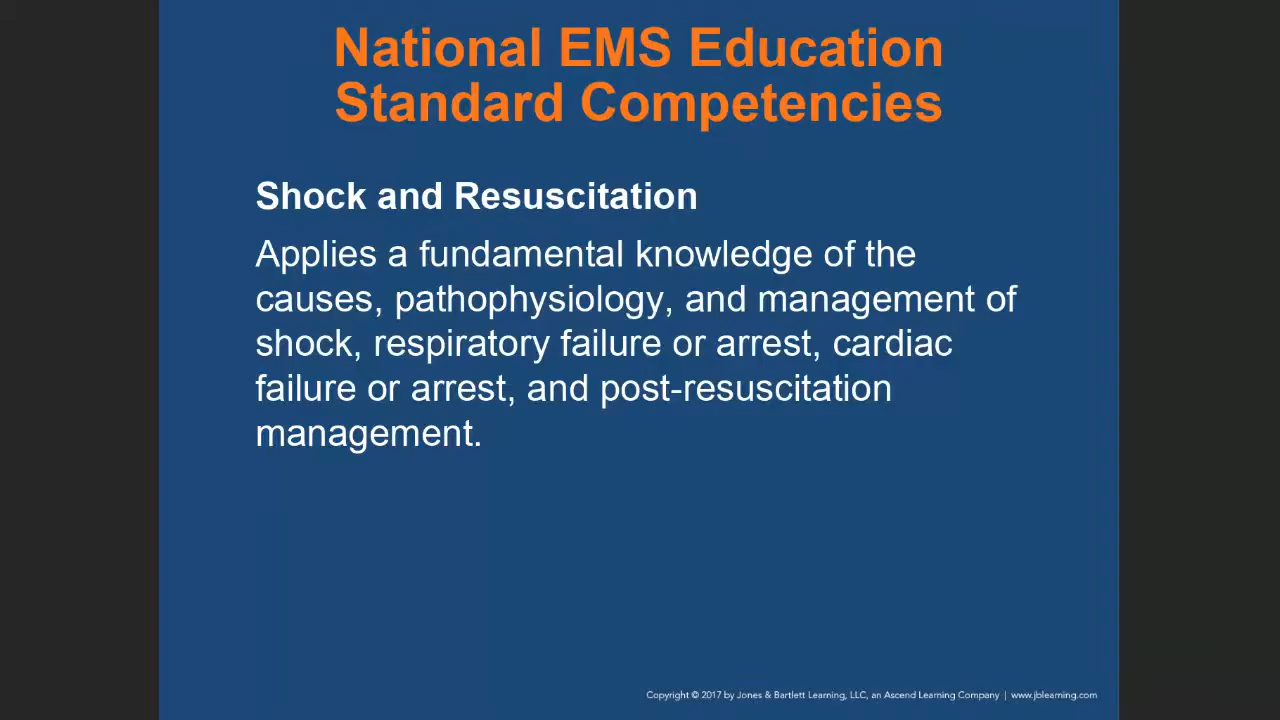 National EMS Education
Standard Competencies
Shock and Resuscitation
Applies a fundamental knowledge of the
causes, pathophysiology, and management of
shock, respiratory failure or arrest, cardiac
failure or arrest, and post-resuscitation
management.
Copyright © 2017 by Jones & Bartlett Learning, LLC, an Ascend Learning Company | www.jblearning.com